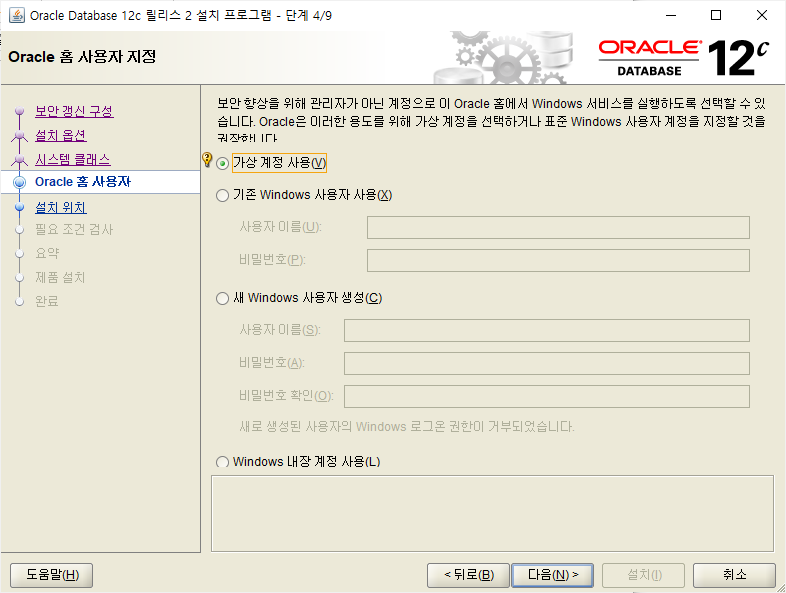 Oracle Database 12c 릴리스 2 설치 프로그램 - 단계 4/9
Oracle 홈 사용자 지정
ORACLE
DATABASE
12c
보안 갱신 구성
설치 옵션
시스템 클래스
Oracle 홈 사용자
설치 위치
필요 조건 검사
요약
제품 설치
완료
보안 향상을 위해 관리자가 아닌 계정으로 이 Oracle 홈에서 Windows 서비스를 실행하도록 선택할 수 있
습니다. Oracle은 이러한 용도를 위해 가상 계정을 선택하거나 표준 Windows 사용자 계정을 지정할 것을
권장합니다.
가상 계정 사용(V)
기존 Windows 사용자 사용(X)
사용자 이름(U):
비밀번호(P):
새 Windows 사용자 생성(C)
사용자 이름(S):
비밀번호(A):
비밀번호 확인(O):
새로 생성된 사용자의 Windows 로그온 권한이 거부되었습니다.
Windows 내장 계정 사용(L)
도움말(H)
< 뒤로(B)
다음(N) >
설치(I)
취소